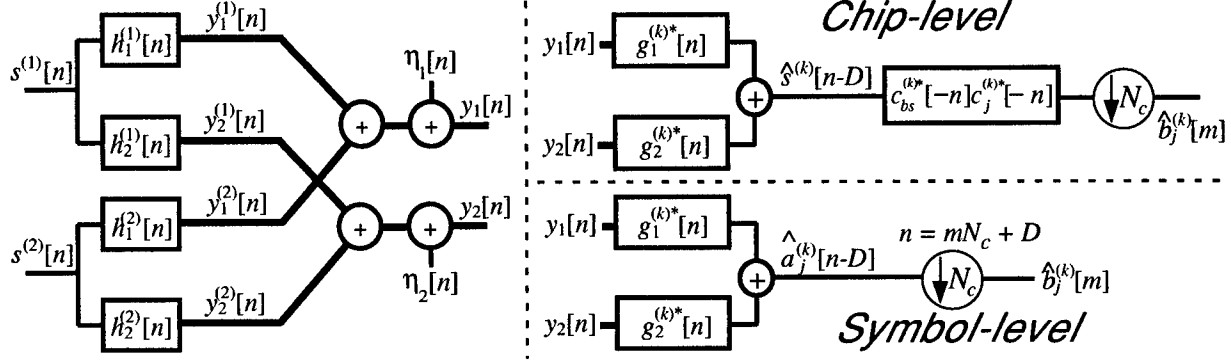 s^{(1)}[n]
h_1^{(1)}[n]
y_1^{(1)}[n]
h_2^{(1)}[n]
y_2^{(1)}[n]
s^{(2)}[n]
h_1^{(2)}[n]
y_1^{(2)}[n]
h_2^{(2)}[n]
y_2^{(2)}[n]
+
+
η_1[n]
y_1[n]
+
+
y_2[n]
η_2[n]
Chip-level
y_1[n]
g_1^{(k)*}[n]
y_2[n]
g_2^{(k)*}[n]
+
ŝ^{(k)}[n-D]
c_{bs}^{(k)*}[-n]c_j^{(k)*}[-n]
↓N_c
b̂_j^{(k)}[m]
y_1[n]
g_1^{(k)*}[n]
y_2[n]
g_2^{(k)*}[n]
+
â_j^{(k)}[n-D]
n = mN_c + D
↓N_c
b̂_j^{(k)}[m]
Symbol-level